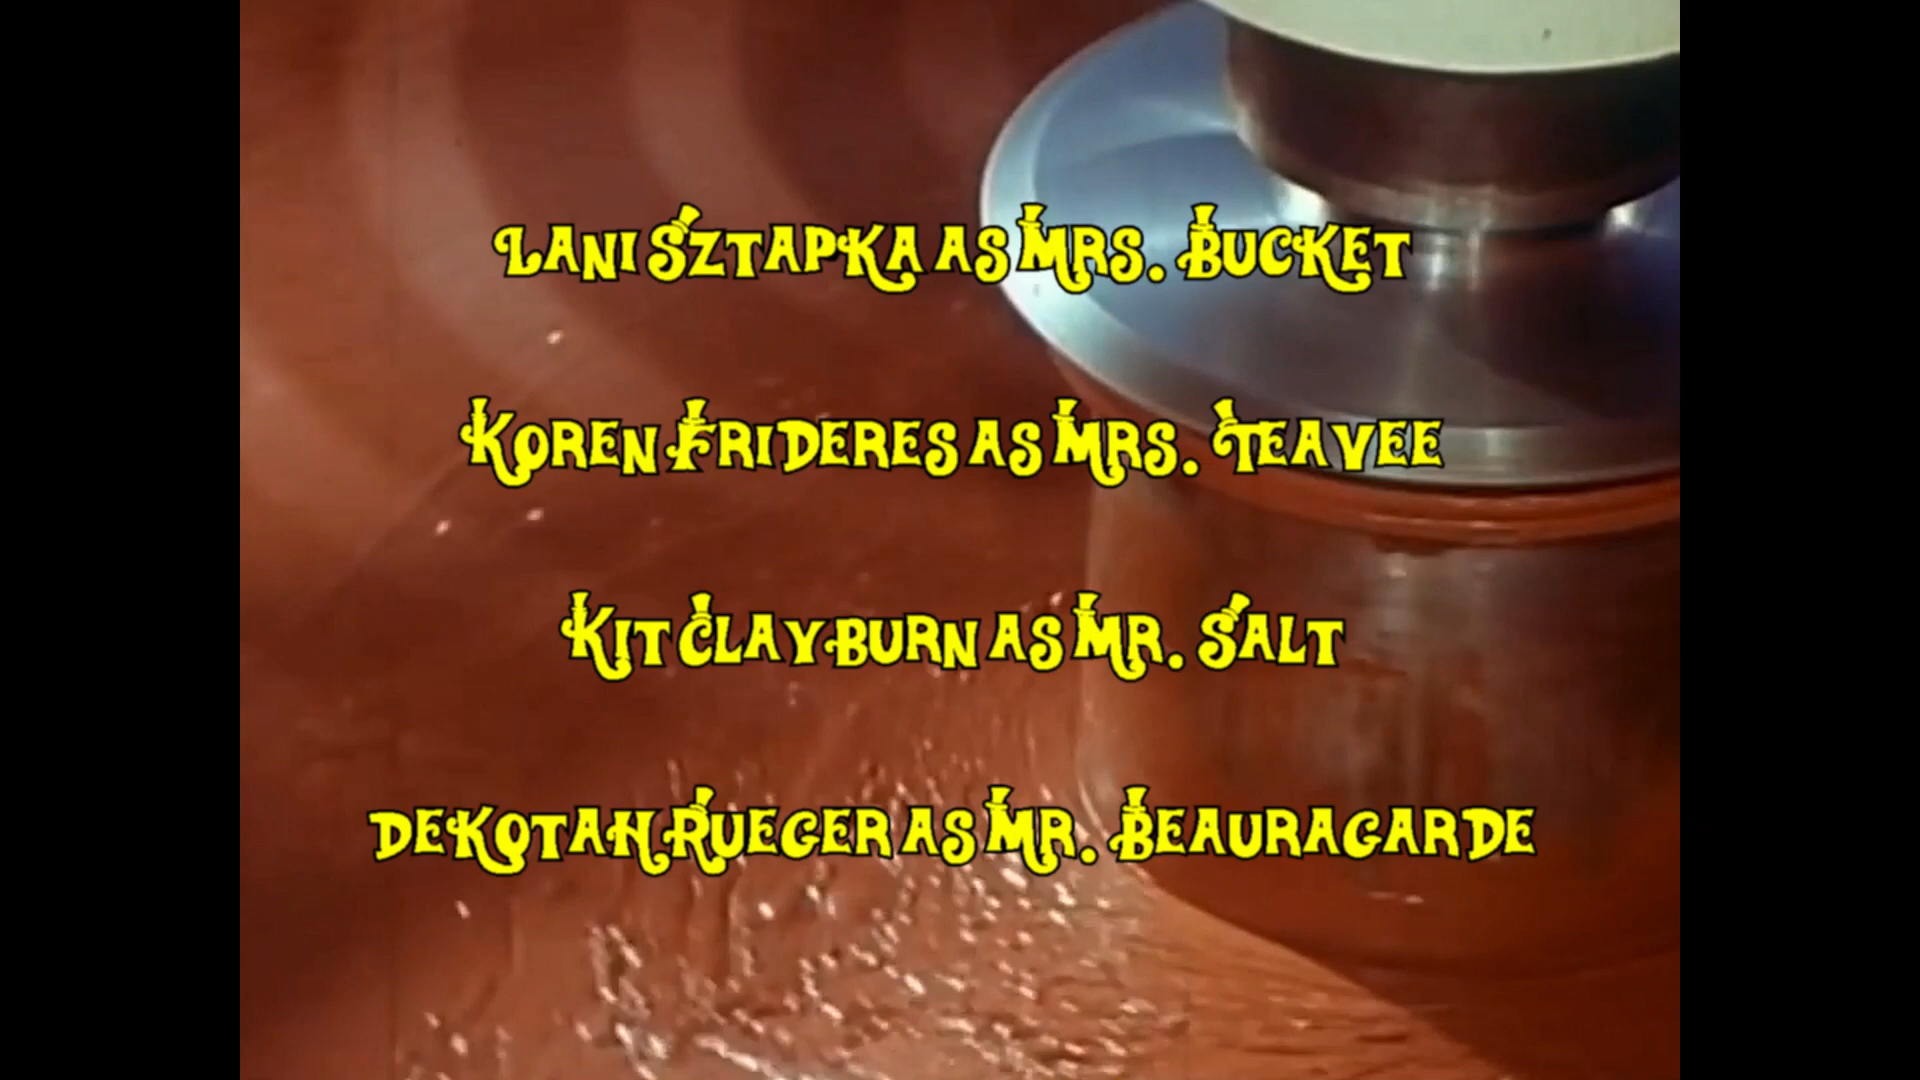 Lani Sztapka as Mrs. Bucket
Koren Frideres as Mrs. Teavee
Kit Clayburn as Mr. Salt
Dekotah Rueger as Mr. Beauragarde